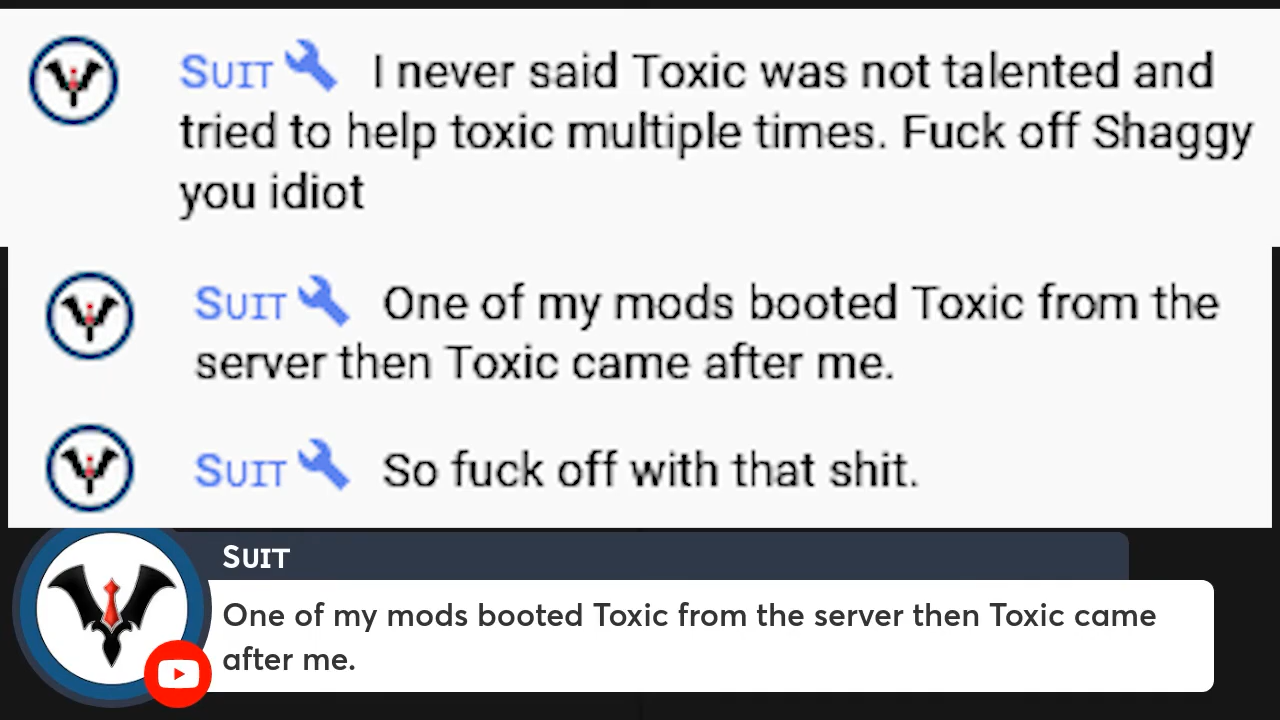 Suit I never said Toxic was not talented and
tried to help toxic multiple times. Fuck off Shaggy
you idiot
Suit One of my mods booted Toxic from the
server then Toxic came after me.
Suit So fuck off with that shit.
Suit
One of my mods booted Toxic from the server then Toxic came
after me.